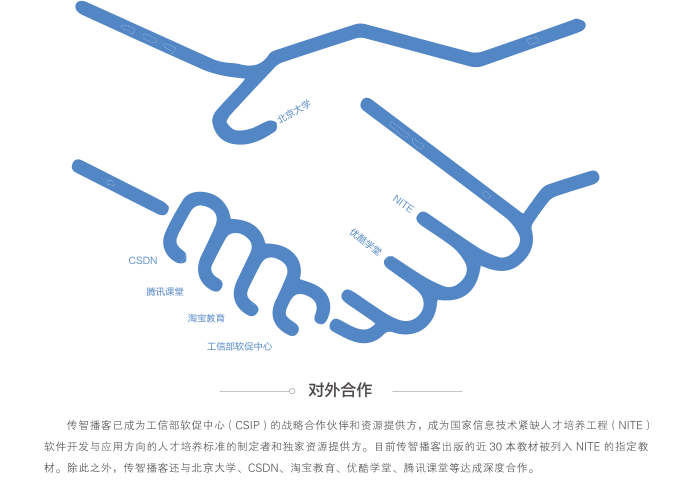 北京大学
NITE
优酷学堂
CSDN
腾讯课堂
淘宝教育
工信部软促中心
对外合作
传智播客已成为工信部软促中心（CSIP）的战略合作伙伴和资源提供方，成为国家信息技术紧缺人才培养工程（NITE）
软件开发与应用方向的人才培养标准的制定者和独家资源提供方。目前传智播客出版的近 30 本教材被列入 NITE 的指定教
材。除此之外，传智播客还与北京大学、CSDN、淘宝教育、优酷学堂、腾讯课堂等达成深度合作。